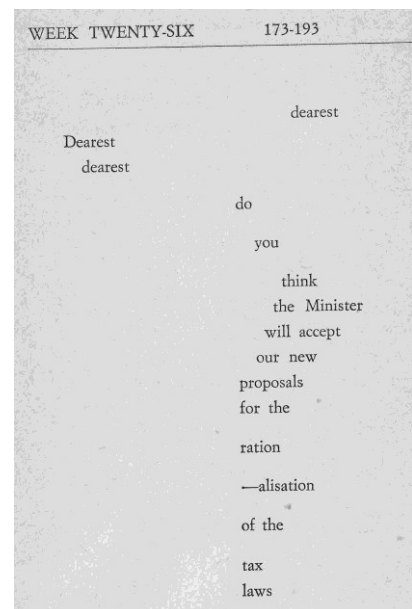 WEEK TWENTY-SIX 173-193
dearest
Dearest
dearest
do
you
think
the Minister
will accept
our new
proposals
for the
ration
—alisation
of the
tax
laws